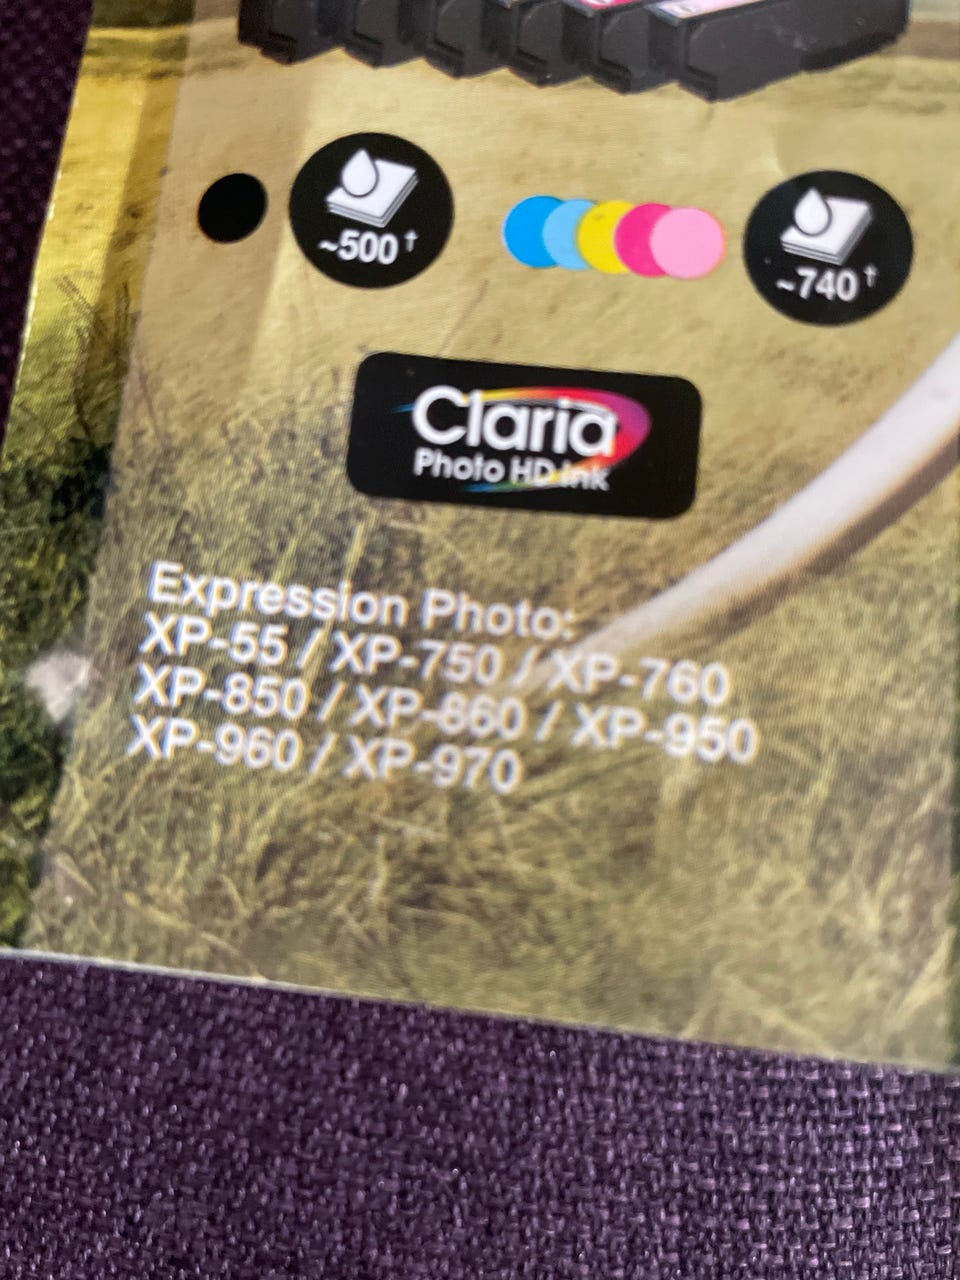 ~500†
~740†
Claria
Photo HD Ink
Expression Photo:
XP-55 / XP-750 / XP-760
XP-850 / XP-860 / XP-950
XP-960 / XP-970